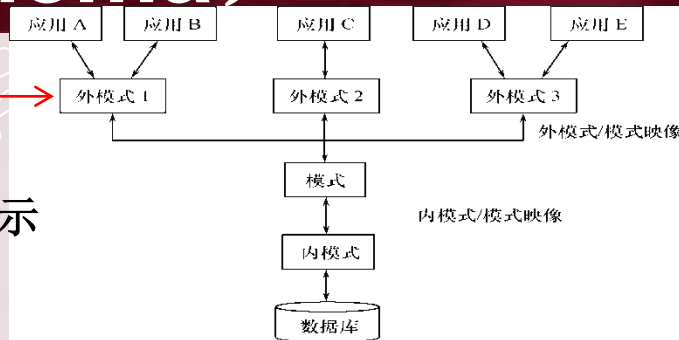 应用 A 应用 B 应用 C 应用 D 应用 E
外模式 1 外模式 2 外模式 3
外模式/模式映像
模式
示
内模式/模式映像
内模式
数据库